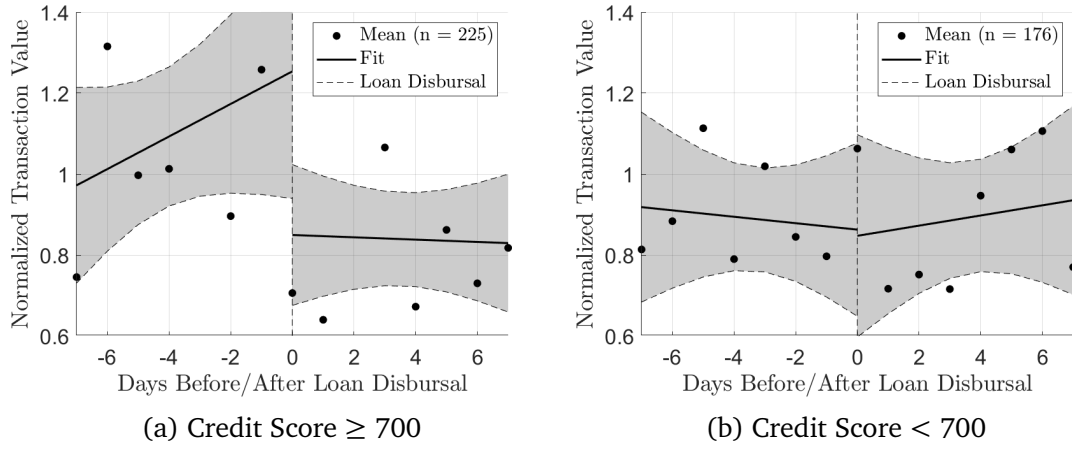 Normalized Transaction Value
1.4
1.2
1
0.8
0.6
-6
-4
-2
0
2
4
6
Days Before/After Loan Disbursal
Mean (n = 225)
Fit
Loan Disbursal
(a) Credit Score ≥ 700
Normalized Transaction Value
1.4
1.2
1
0.8
0.6
-6
-4
-2
0
2
4
6
Days Before/After Loan Disbursal
Mean (n = 176)
Fit
Loan Disbursal
(b) Credit Score < 700